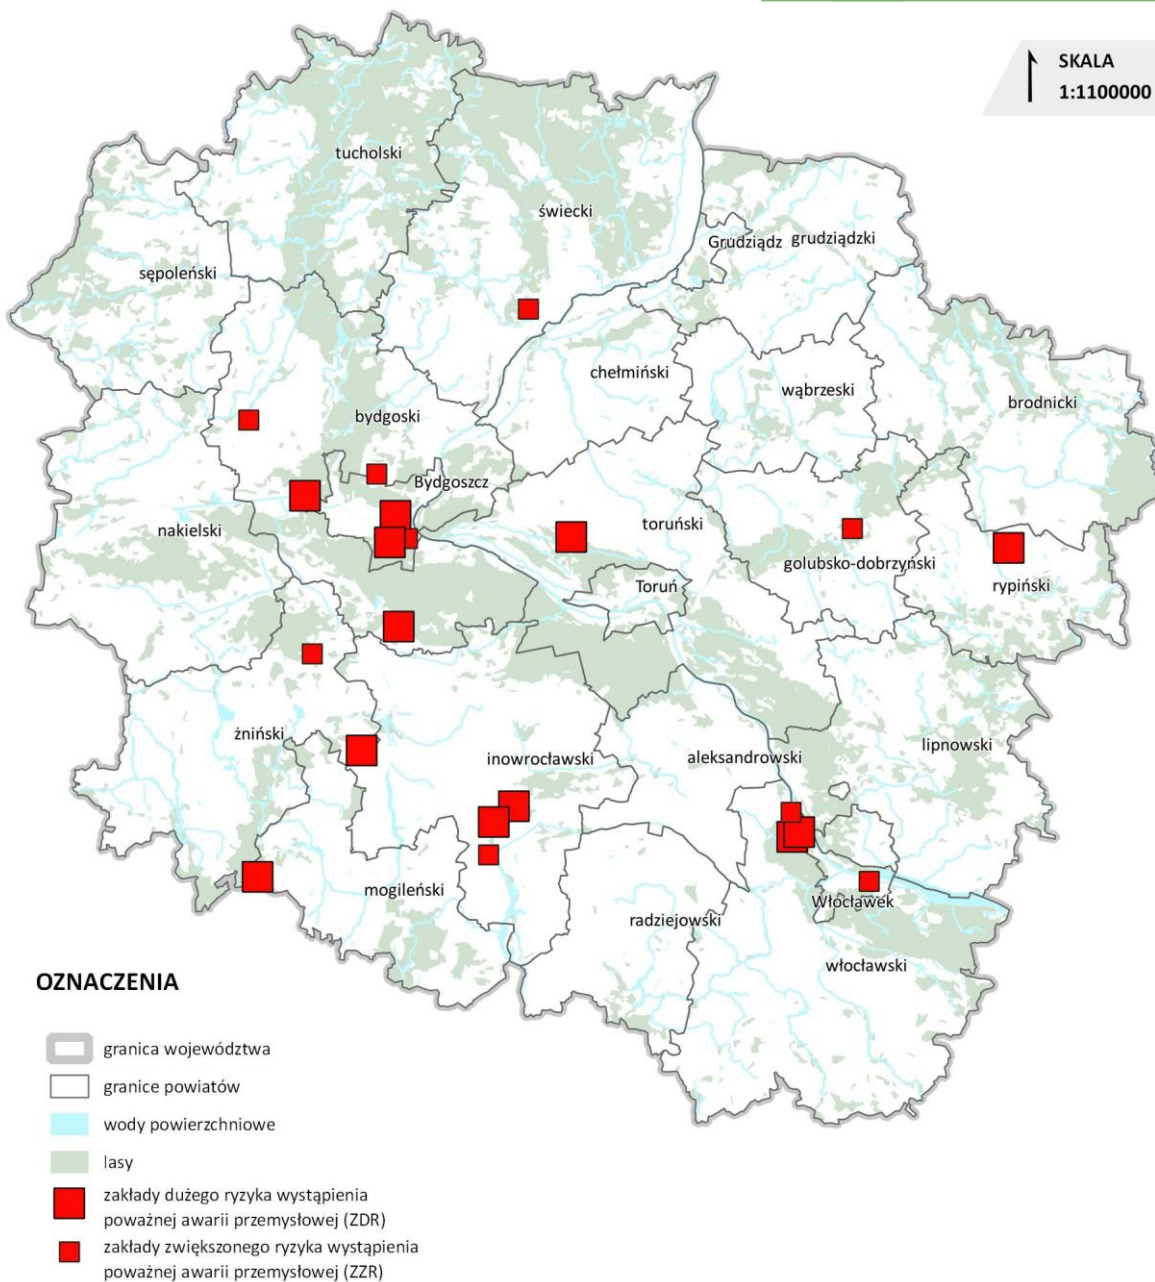 SKALA
1:1100000
tucholski
świecki
Grudziądz
grudziądzki
sępoleński
chełmiński
wąbrzeski
brodnicki
bydgoski
Bydgoszcz
nakielski
toruński
golubsko-dobrzyński
Toruń
rypiński
żniński
inowrocławski
aleksandrowski
lipnowski
mogileński
radziejowski
Włocławek
włocławski
OZNACZENIA
granica województwa
granice powiatów
wody powierzchniowe
lasy
zakłady dużego ryzyka wystąpienia
poważnej awarii przemysłowej (ZDR)
zakłady zwiększonego ryzyka wystąpienia
poważnej awarii przemysłowej (ZZR)